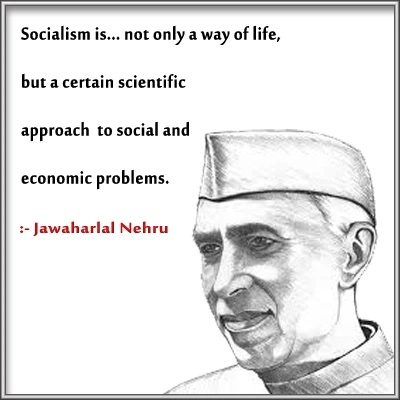 Socialism is... not only a way of life,
but a certain scientific
approach to social and
economic problems.
:- Jawaharlal Nehru